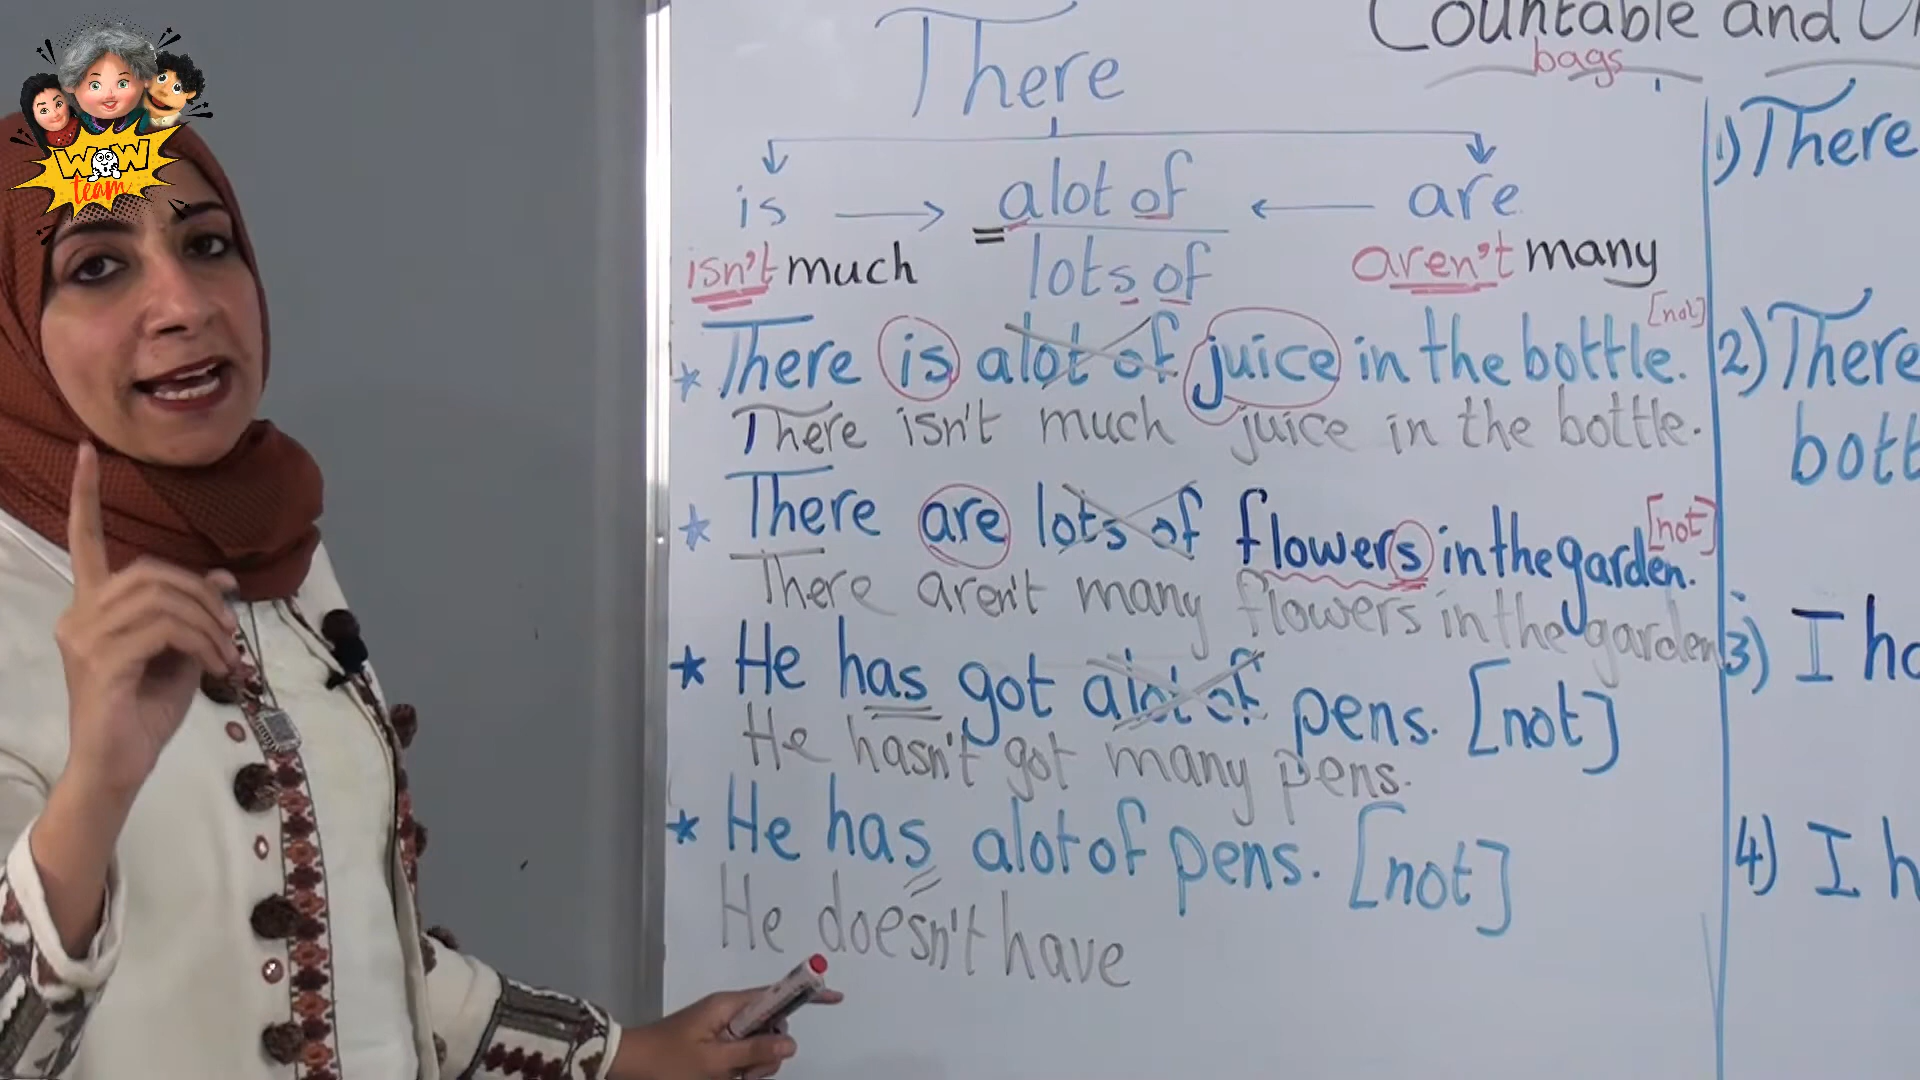 WOW
team
There
Countable and
bags
is
alot of
are
=
isn't much
lots of
aren't many
[not]
There is alot of juice in the bottle.
There isn't much juice in the bottle.
There are lots of flowers in the garden.
[not]
There aren't many flowers in the garden
He has got alot of pens. [not]
He hasn't got many pens.
He has alot of pens. [not]
He doesn't have
1) There
2) There
bott
3) I ha
4) I h